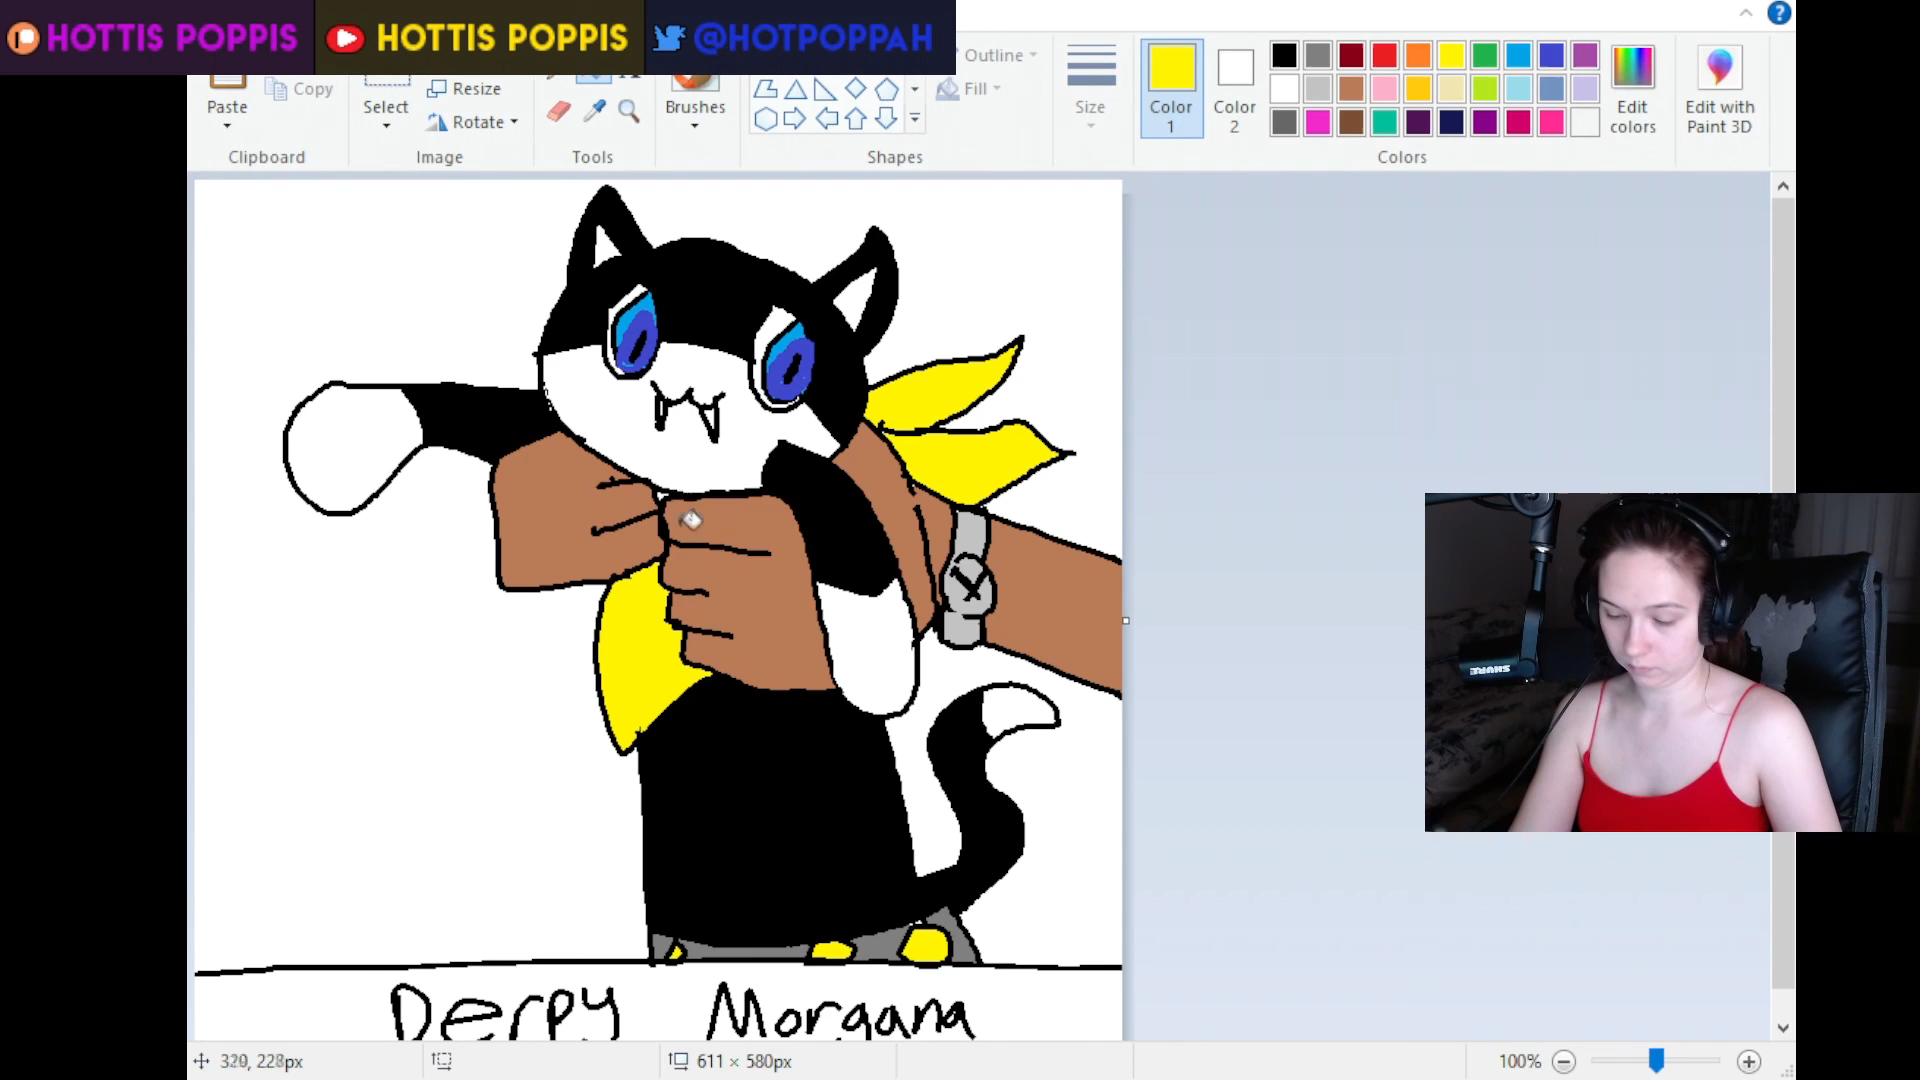 HOTTIS POPPIS HOTTIS POPPIS @HOTPOPPAH
Outline
Paste Copy Select Resize Rotate Brushes Fill Size Color 1 Color 2 Edit colors Edit with Paint 3D
Clipboard Image Tools Shapes Colors
SHURE
Derpy Morgana
320, 228px 611 × 580px 100%